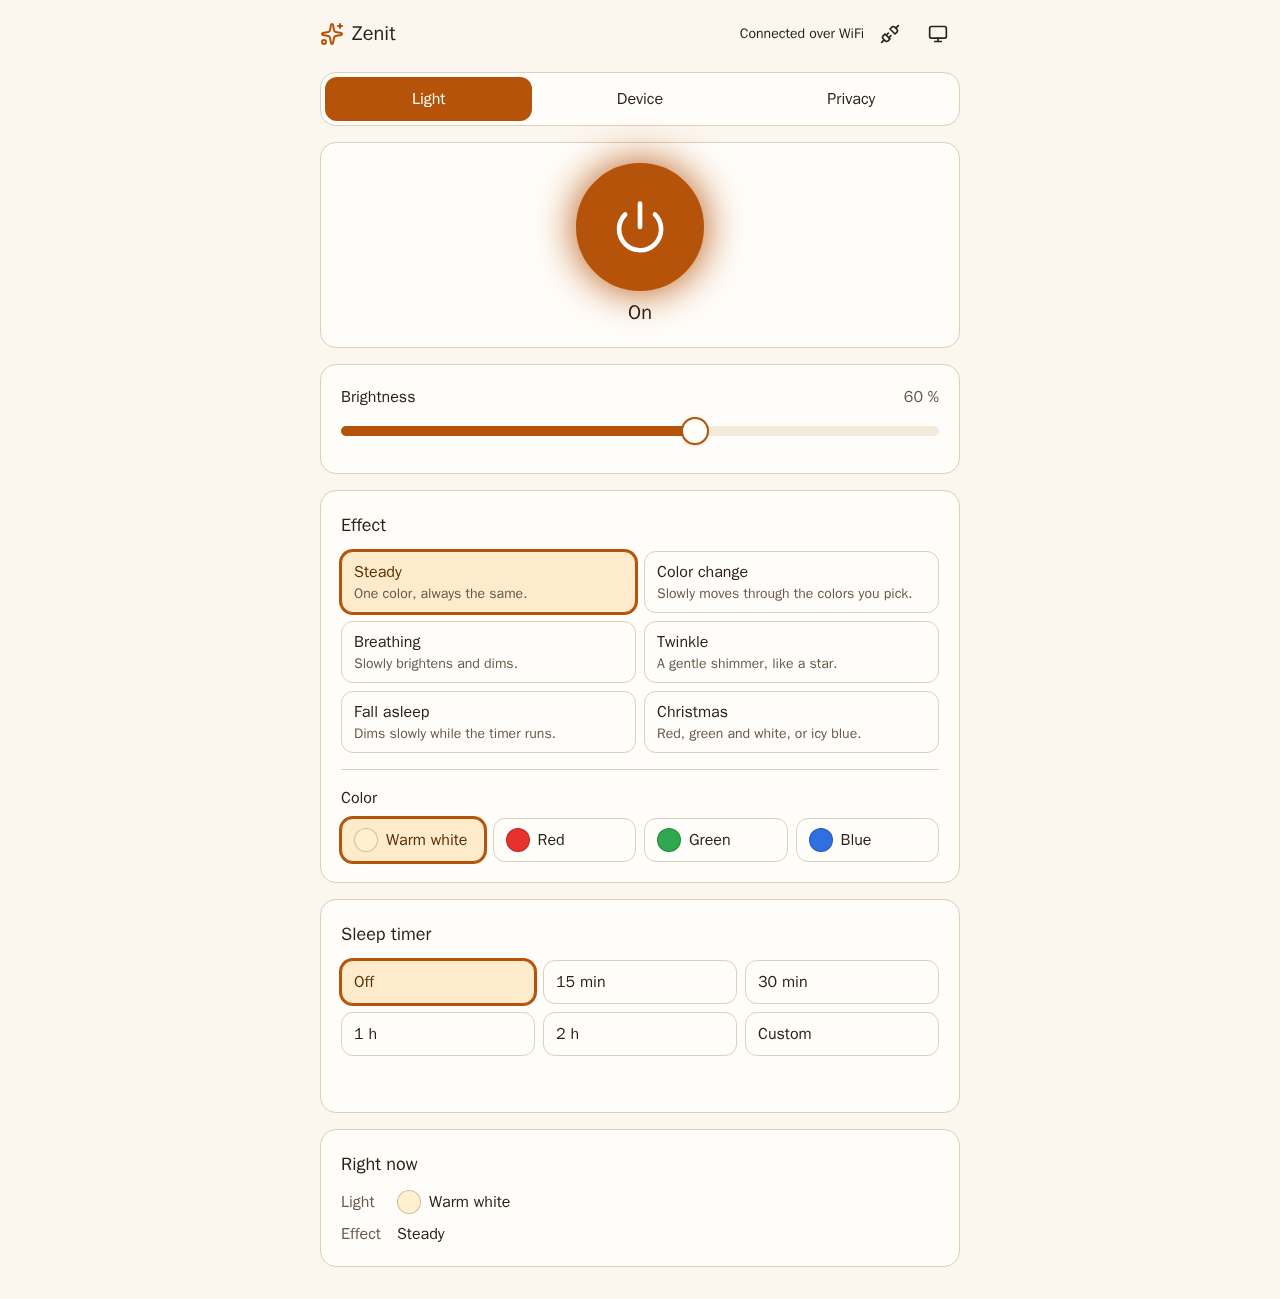 Zenit
Connected over WiFi
Light
Device
Privacy
On
Brightness
60 %
Effect
Steady
One color, always the same.
Color change
Slowly moves through the colors you pick.
Breathing
Slowly brightens and dims.
Twinkle
A gentle shimmer, like a star.
Fall asleep
Dims slowly while the timer runs.
Christmas
Red, green and white, or icy blue.
Color
Warm white
Red
Green
Blue
Sleep timer
Off
15 min
30 min
1 h
2 h
Custom
Right now
Light Warm white
Effect Steady